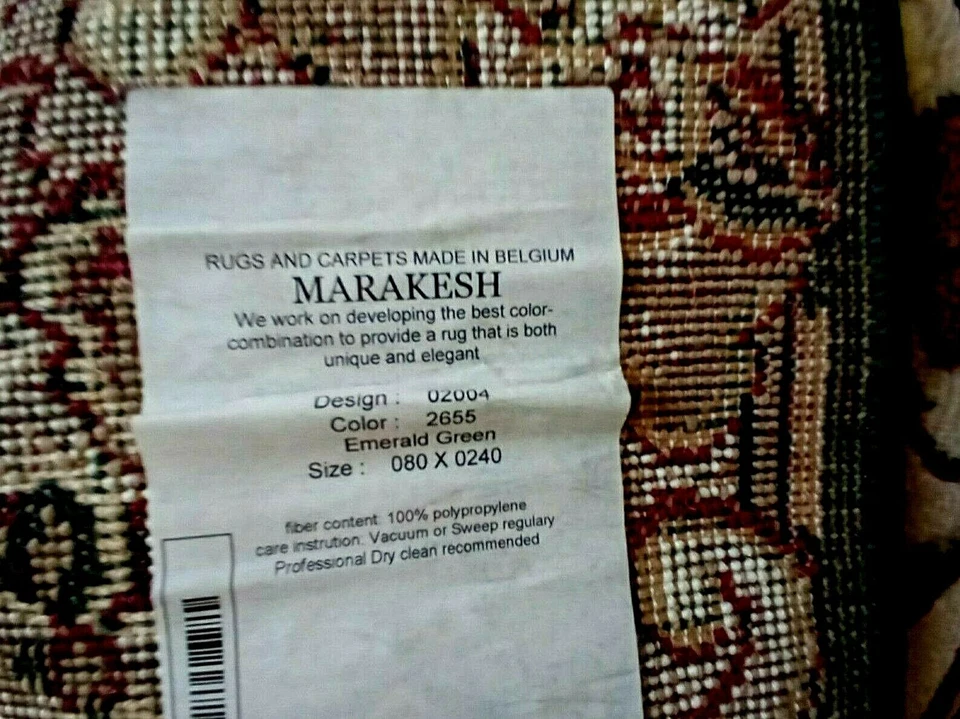 RUGS AND CARPETS MADE IN BELGIUM
MARAKESH
We work on developing the best color-
combination to provide a rug that is both
unique and elegant
Design : 02004
Color : 2655
Emerald Green
Size : 080 X 0240
fiber content: 100% polypropylene
care instrution: Vacuum or Sweep regulary
Professional Dry clean recommended